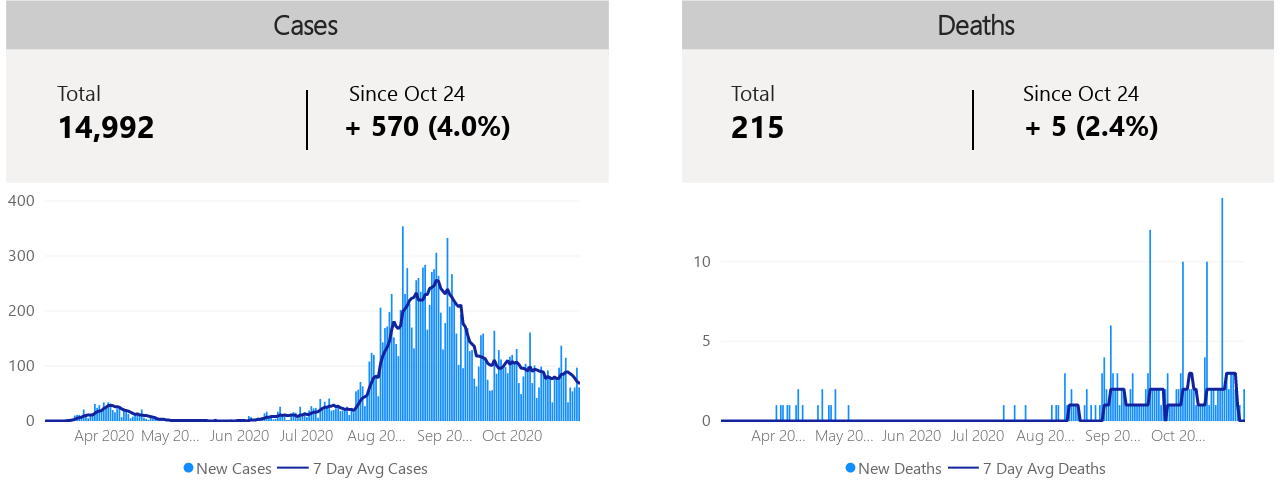 Cases
Total
14,992
Since Oct 24
+ 570 (4.0%)
400
300
200
100
0
Apr 2020 May 20... Jun 2020 Jul 2020 Aug 20... Sep 20... Oct 2020
New Cases 7 Day Avg Cases
Deaths
Total
215
Since Oct 24
+ 5 (2.4%)
10
5
0
Apr 20... May 20... Jun 2020 Jul 2020 Aug 20... Sep 20... Oct 20...
New Deaths 7 Day Avg Deaths